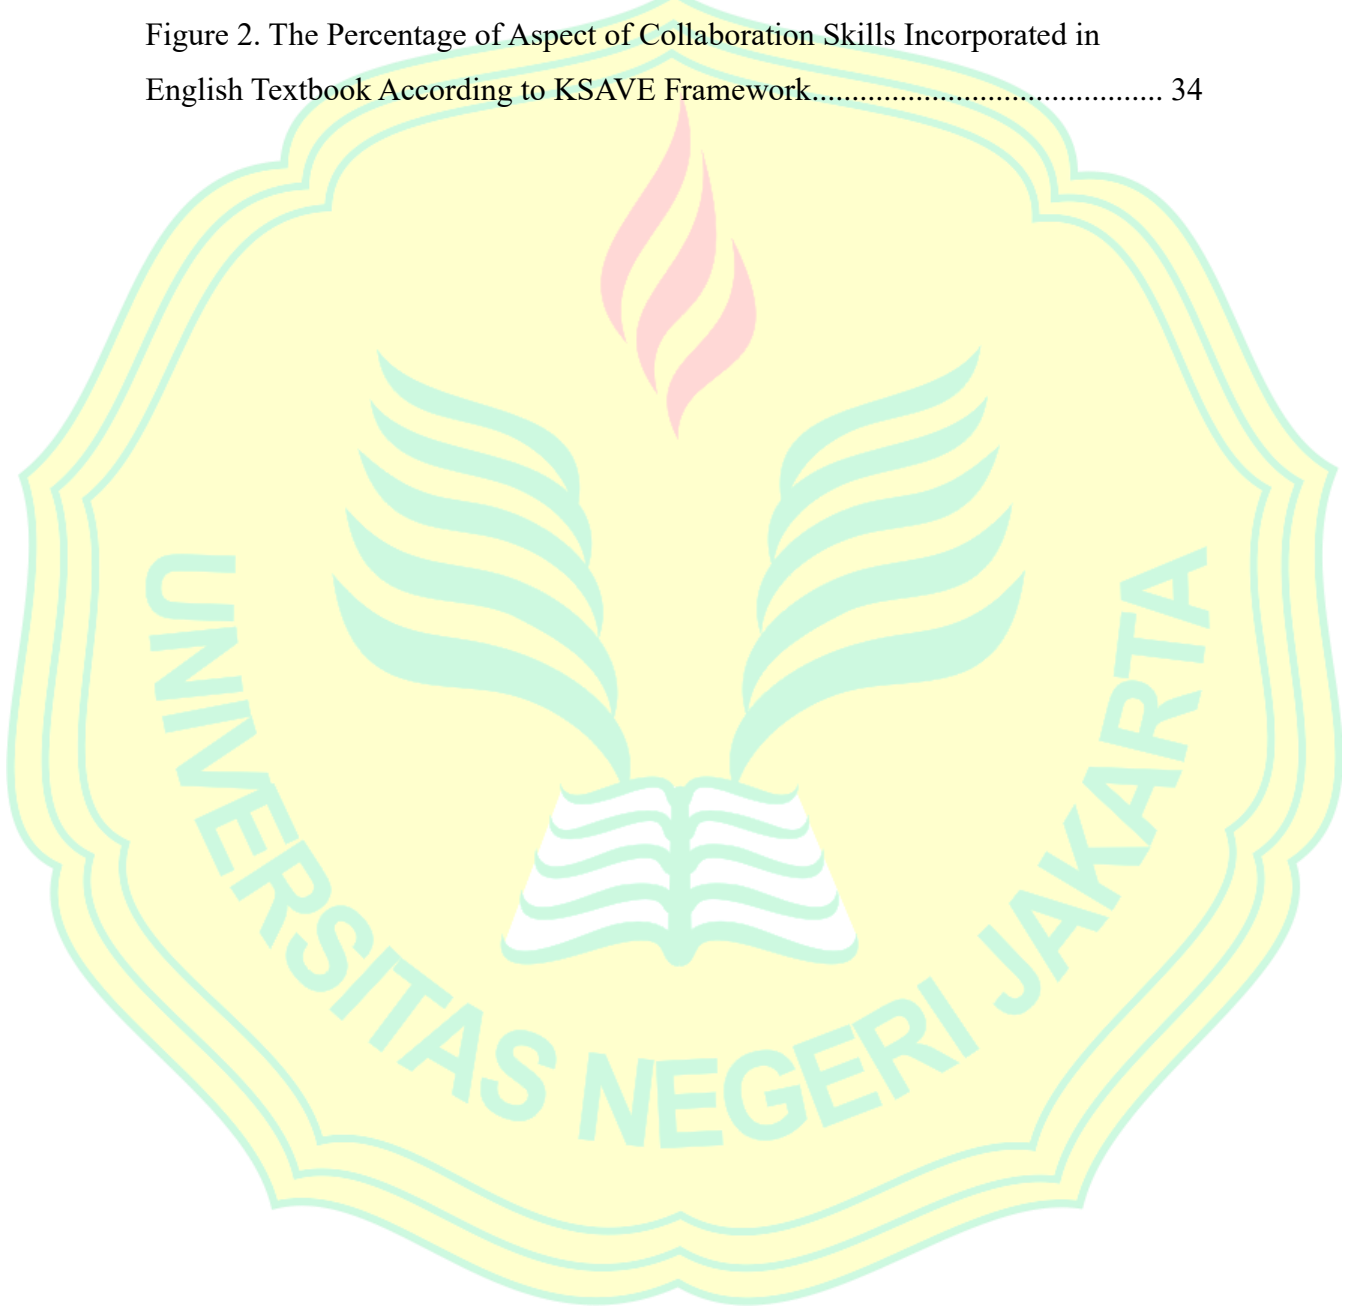 Figure 2. The Percentage of Aspect of Collaboration Skills Incorporated in
English Textbook According to KSAVE Framework............................................ 34
UNIVERSITAS NEGERI JAKARTA